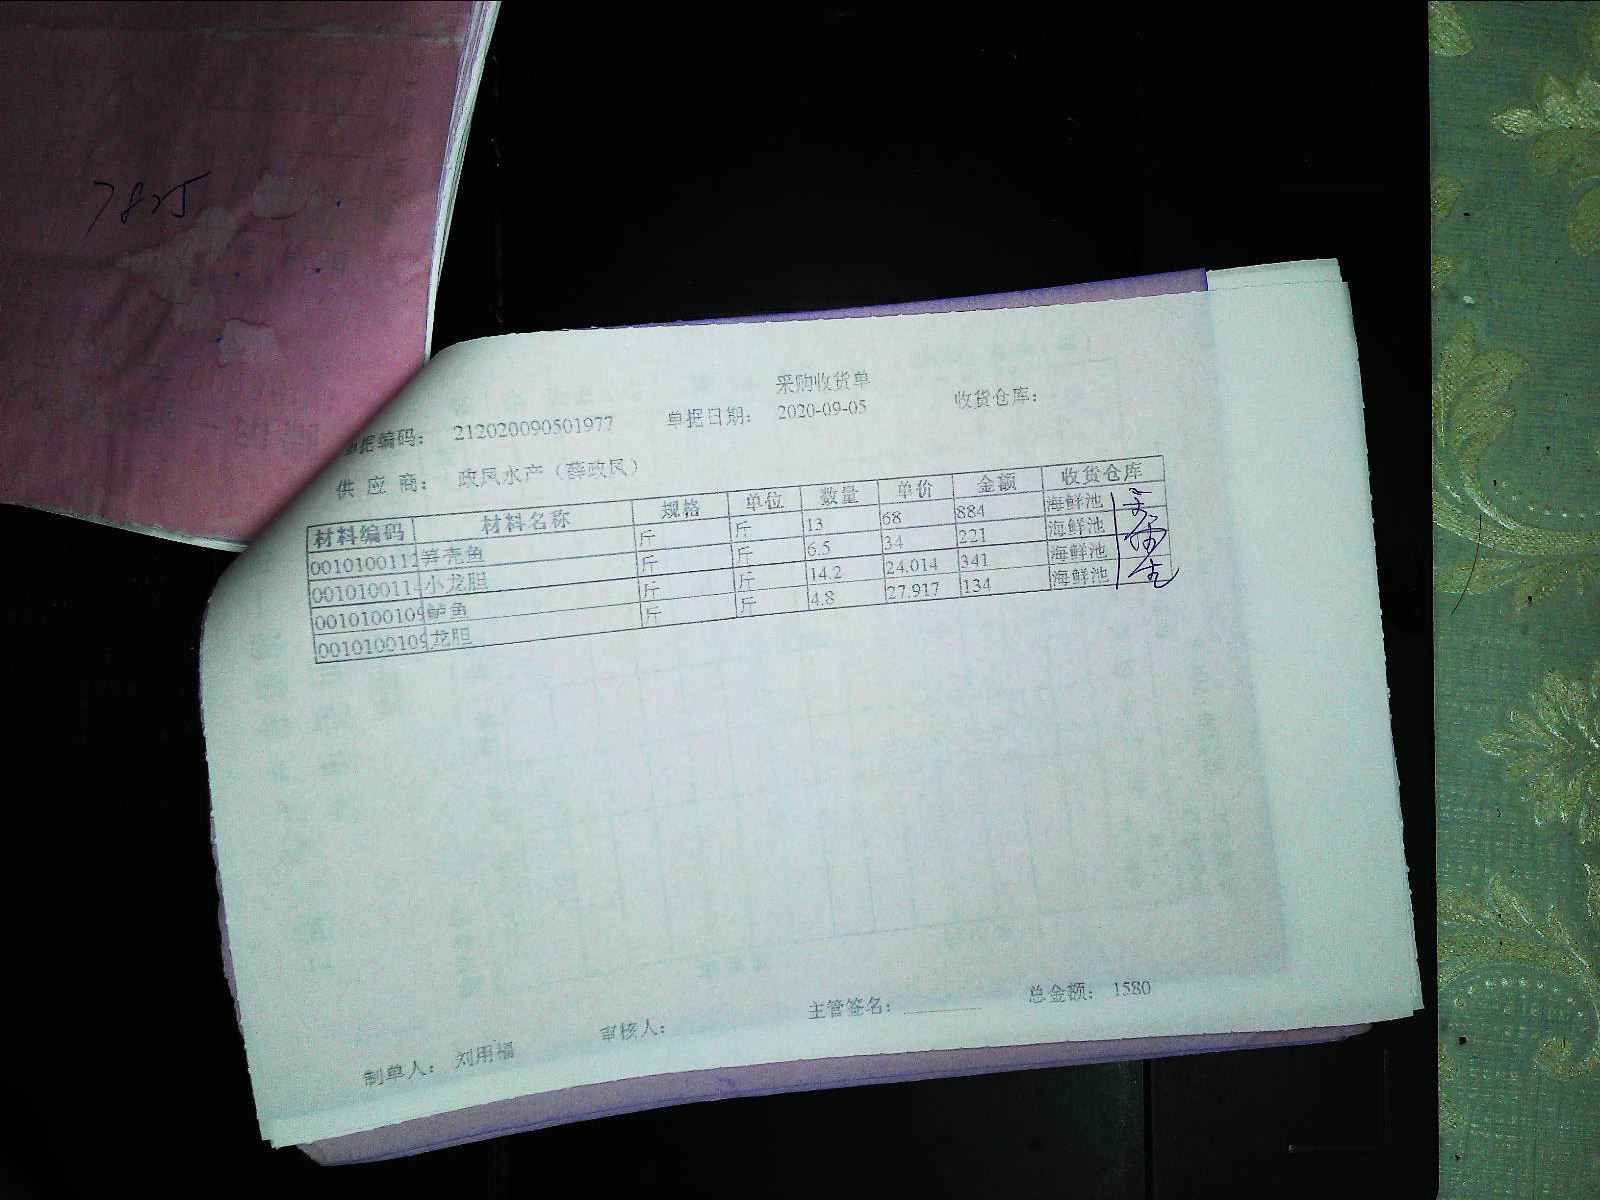 7825
采购收货单
单据编码： 212020090501977 单据日期： 2020-09-05 收货仓库：
供 应 商： 政凤水产（薛政凤）
材料编码 材料名称 规格 单位 数量 单价 金额 收货仓库
0010100112 笋壳鱼 斤 斤 13 68 884 海鲜池
001010011 小龙胆 斤 斤 6.5 34 221 海鲜池
001010010 鲈鱼 斤 斤 14.2 24.014 341 海鲜池
001010010 龙胆 斤 斤 4.8 27.917 134 海鲜池
制单人： 刘用福 审核人： 主管签名： 总金额： 1580